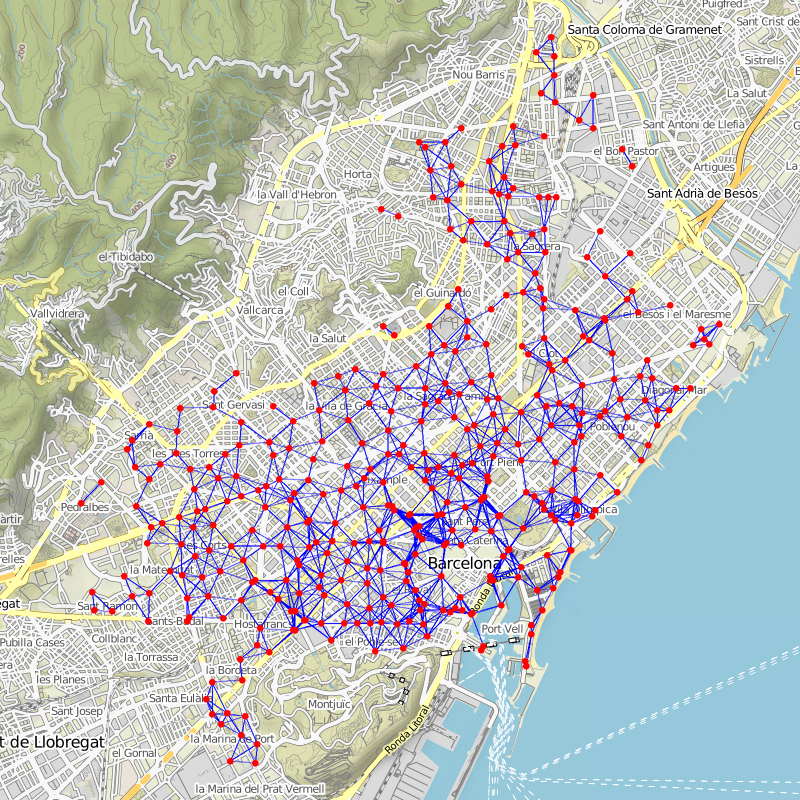 Puigfred
Santa Coloma de Gramenet
Sant Crist de
Sistrells
Nou Barris
La Salut
Sant Antoni de Llefià
el Bon Pastor
Horta
Artigues
la Vall d'Hebron
Sant Adrià de Besòs
la Sagrera
el Tibidabo
el Coll
el Guinardó
Vallvidrera
Vallcarca
el Besòs i el Maresme
la Salut
Clot
Diagonal Mar
la Sagrada Família
Sant Gervasi
la Vila de Gràcia
Poblenou
Sarrià
les Tres Torres
Fort Pienc
Eixample
Pedralbes
la Vila Olímpica
Sant Pere
Santa Caterina
les Corts
Barcelona
la Maternitat
Ronda
Sant Ramon
Sants Badal
Hostafrancs
Port Vell
Collblanc
Pubilla Cases
el Poble-sec
la Torrassa
la Bordeta
les Planes
Santa Eulàl
Montjuïc
Sant Josep
Ronda Litoral
t de Llobregat
la Marina de Port
el Gornal
la Marina del Prat Vermell
200
200